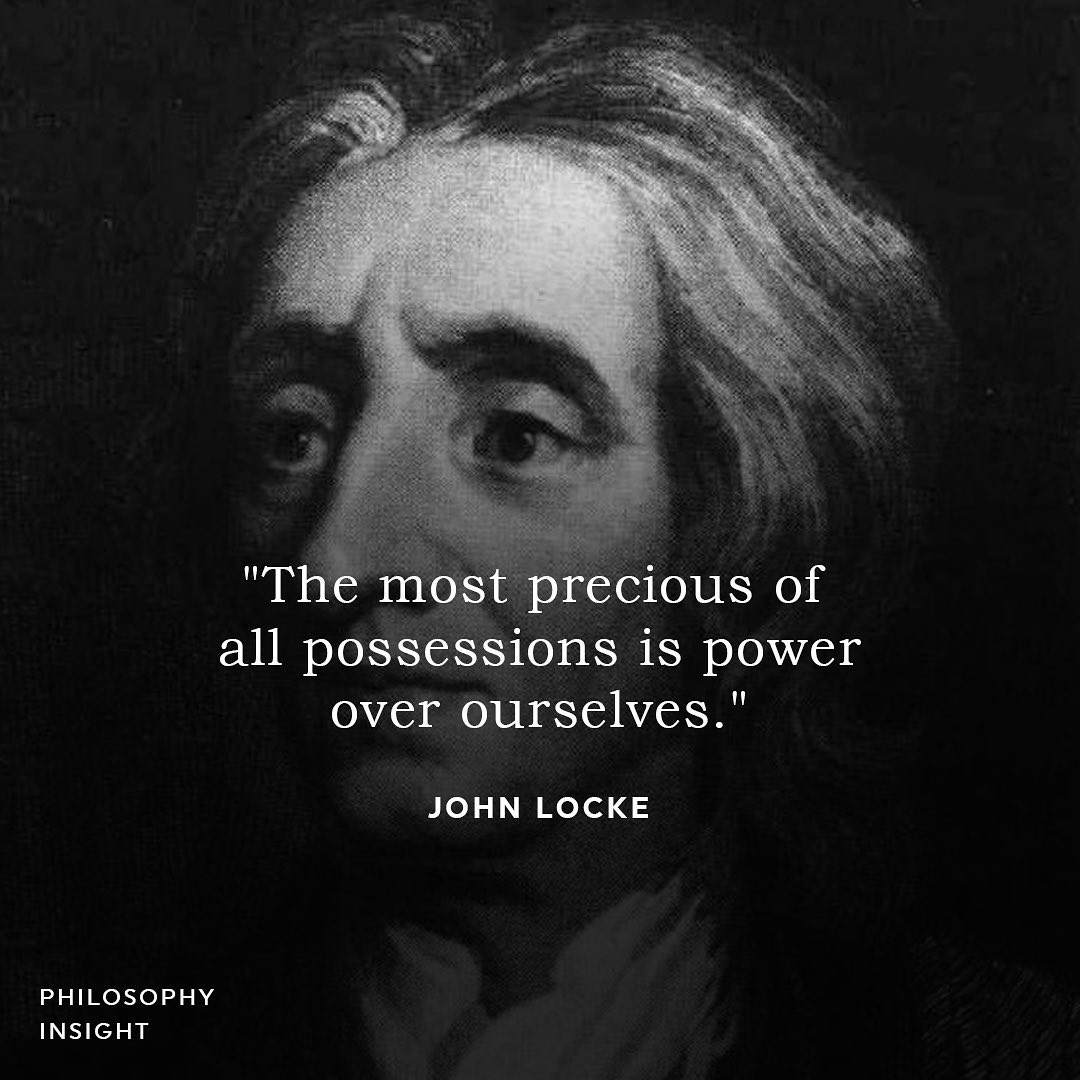 "The most precious of
all possessions is power
over ourselves."
JOHN LOCKE
PHILOSOPHY
INSIGHT